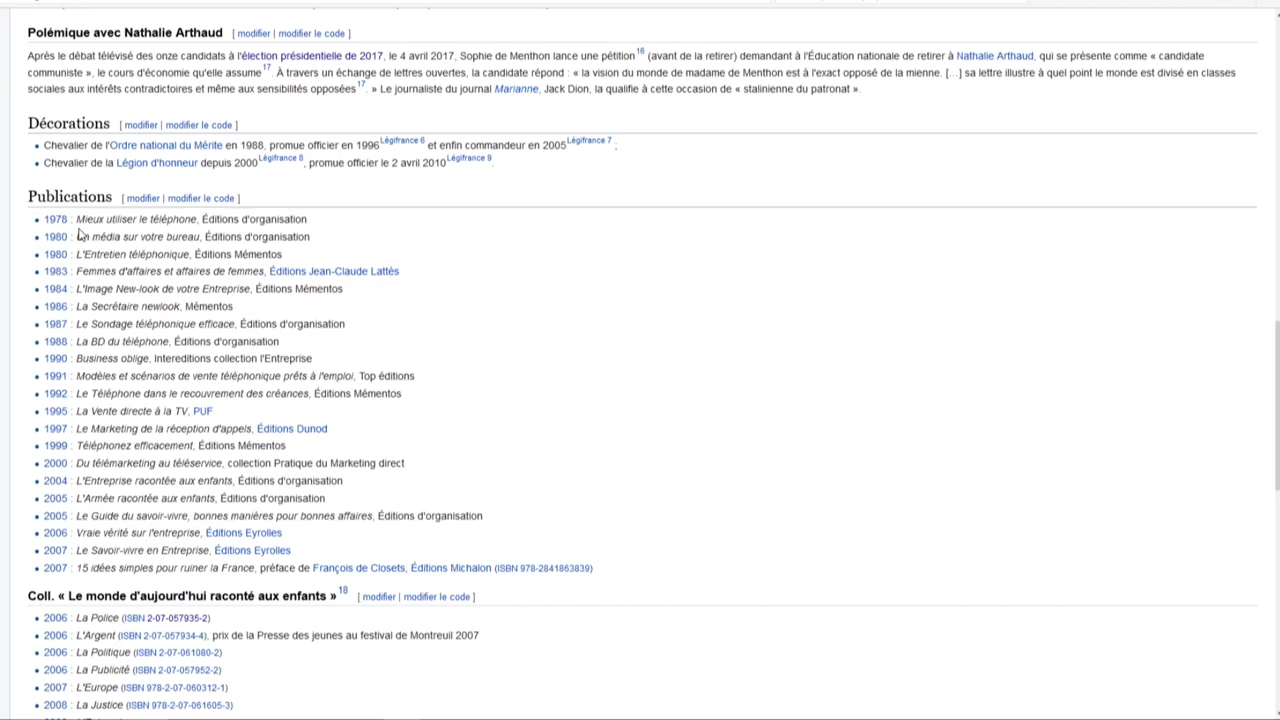 Polémique avec Nathalie Arthaud [ modifier | modifier le code ]
Après le débat télévisé des onze candidats à l'élection présidentielle de 2017, le 4 avril 2017, Sophie de Menthon lance une pétition 16 (avant de la retirer) demandant à l'Éducation nationale de retirer à Nathalie Arthaud, qui se présente comme « candidate
communiste », le cours d'économie qu'elle assume 17. À travers un échange de lettres ouvertes, la candidate répond : « la vision du monde de madame de Menthon est à l'exact opposé de la mienne. […] sa lettre illustre à quel point le monde est divisé en classes
sociales aux intérêts contradictoires et même aux sensibilités opposées 17. » Le journaliste du journal Marianne, Jack Dion, la qualifie à cette occasion de « stalinienne du patronat ».
Décorations [ modifier | modifier le code ]
• Chevalier de l'Ordre national du Mérite en 1988, promue officier en 1996 Légifrance 6 et enfin commandeur en 2005 Légifrance 7 ;
• Chevalier de la Légion d'honneur depuis 2000 Légifrance 8, promue officier le 2 avril 2010 Légifrance 9.
Publications [ modifier | modifier le code ]
• 1978 : Mieux utiliser le téléphone, Éditions d'organisation
• 1980 : Un média sur votre bureau, Éditions d'organisation
• 1980 : L'Entretien téléphonique, Éditions Mémentos
• 1983 : Femmes d'affaires et affaires de femmes, Éditions Jean-Claude Lattès
• 1984 : L'Image New-look de votre Entreprise, Éditions Mémentos
• 1986 : La Secrétaire newlook, Mémentos
• 1987 : Le Sondage téléphonique efficace, Éditions d'organisation
• 1988 : La BD du téléphone, Éditions d'organisation
• 1990 : Business oblige, Intereditions collection l'Entreprise
• 1991 : Modèles et scénarios de vente téléphonique prêts à l'emploi, Top éditions
• 1992 : Le Téléphone dans le recouvrement des créances, Éditions Mémentos
• 1995 : La Vente directe à la TV, PUF
• 1997 : Le Marketing de la réception d'appels, Éditions Dunod
• 1999 : Téléphonez efficacement, Éditions Mémentos
• 2000 : Du télémarketing au téléservice, collection Pratique du Marketing direct
• 2004 : L'Entreprise racontée aux enfants, Éditions d'organisation
• 2005 : L'Armée racontée aux enfants, Éditions d'organisation
• 2005 : Le Guide du savoir-vivre, bonnes manières pour bonnes affaires, Éditions d'organisation
• 2006 : Vraie vérité sur l'entreprise, Éditions Eyrolles
• 2007 : Le Savoir-vivre en Entreprise, Éditions Eyrolles
• 2007 : 15 idées simples pour ruiner la France, préface de François de Closets, Éditions Michalon (ISBN 978-2841863839)
Coll. « Le monde d'aujourd'hui raconté aux enfants » 18 [ modifier | modifier le code ]
• 2006 : La Police (ISBN 2-07-057935-2)
• 2006 : L'Argent (ISBN 2-07-057934-4), prix de la Presse des jeunes au festival de Montreuil 2007
• 2006 : La Politique (ISBN 2-07-061080-2)
• 2006 : La Publicité (ISBN 2-07-057952-2)
• 2007 : L'Europe (ISBN 978-2-07-060312-1)
• 2008 : La Justice (ISBN 978-2-07-061605-3)